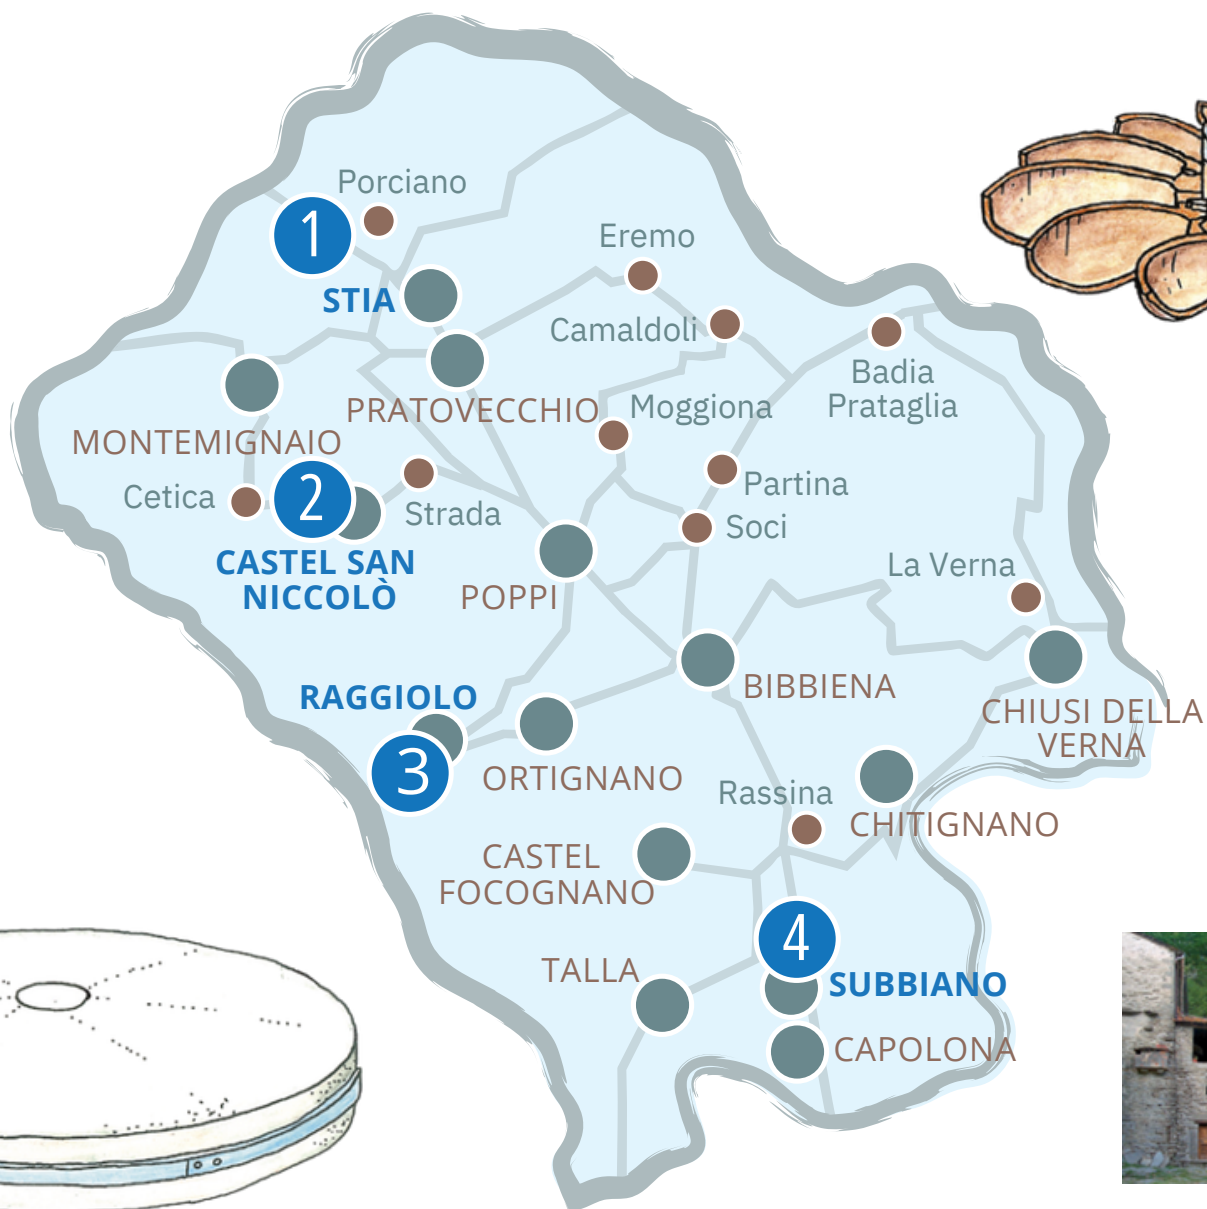 Porciano
1
Eremo
STIA
Camaldoli
Badia
Prataglia
PRATOVECCHIO
Moggiona
MONTEMIGNAIO
Cetica
2
Strada
Partina
Soci
CASTEL SAN
NICCOLÒ
POPPI
La Verna
RAGGIOLO
BIBBIENA
CHIUSI DELLA
VERNA
3
ORTIGNANO
Rassina
CHITIGNANO
CASTEL
FOCOGNANO
4
TALLA
SUBBIANO
CAPOLONA